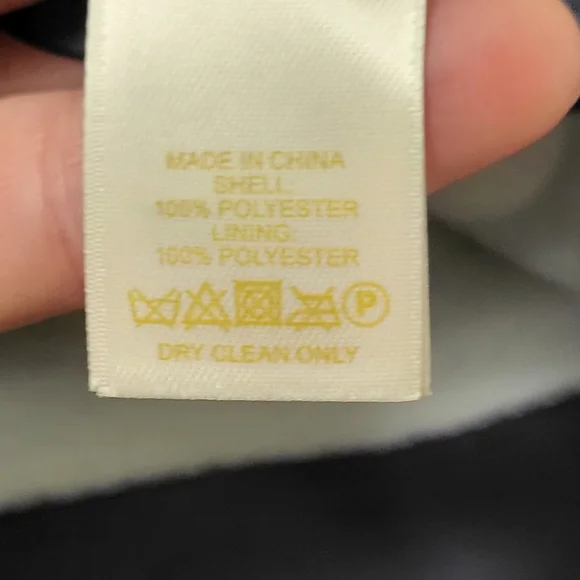 MADE IN CHINA
SHELL:
100% POLYESTER
LINING:
100% POLYESTER
P
DRY CLEAN ONLY